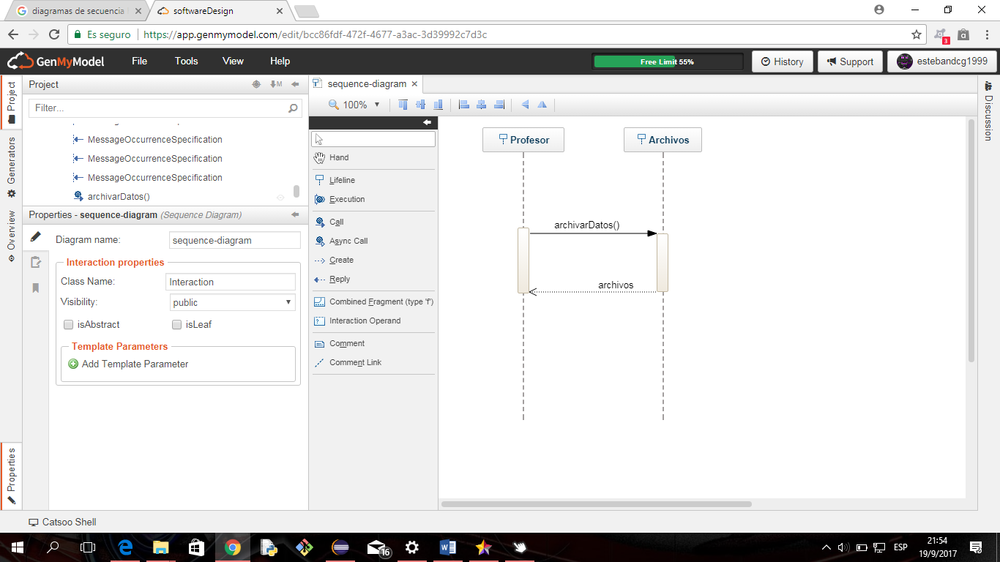 diagramas de secuencia
softwareDesign
Es seguro
https://app.genmymodel.com/edit/bcc86fdf-472f-4677-a3ac-3d39992c7d3c
3
GenMyModel
File
Tools
View
Help
Free Limit 55%
History
Support
estebandcg1999
Project
Generators
Overview
Properties
Project
M
Filter...
MessageOccurrenceSpecification
MessageOccurrenceSpecification
MessageOccurrenceSpecification
archivarDatos()
Properties - sequence-diagram (Sequence Diagram)
Diagram name: sequence-diagram
Interaction properties
Class Name: Interaction
Visibility: public
isAbstract isLeaf
Template Parameters
Add Template Parameter
sequence-diagram
100%
Hand
Lifeline
Execution
Call
Async Call
Create
Reply
Combined Fragment (type 'f')
Interaction Operand
Comment
Comment Link
Profesor
Archivos
archivarDatos()
archivos
Discussion
Catsoo Shell
16
ESP
21:54
19/9/2017